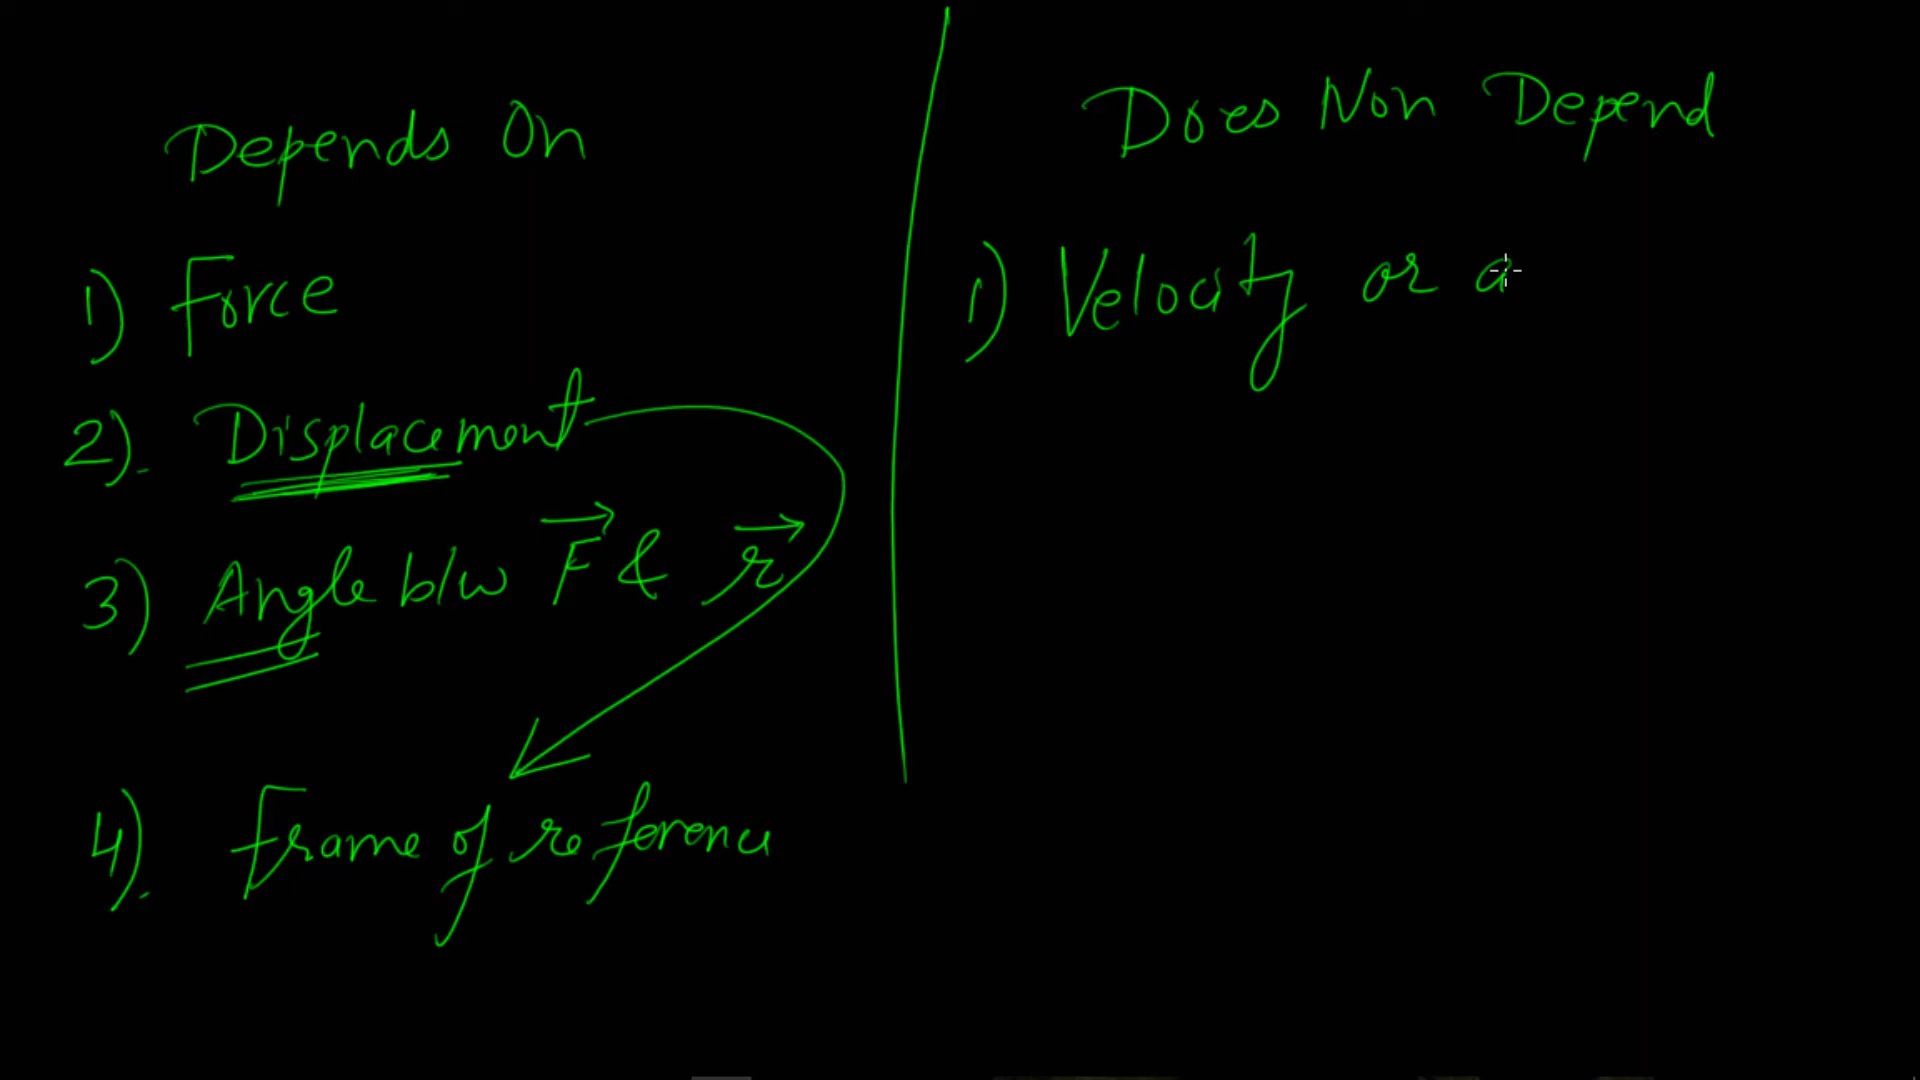 Depends On
1) Force
2). Displacement
3) Angle b/w F & r
4). Frame of reference
Does Non Depend
1) Velocity or a